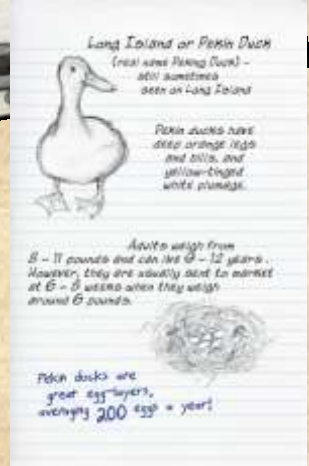 Long Island or Pekin Duck
(real name Peking Duck) -
still sometimes
seen on Long Island
Pekin ducks have
deep orange legs
and bills, and
yellow-tinged
white plumage.
Adults weigh from
8 - 11 pounds and can live 9 - 12 years.
However, they are usually sent to market
at 6 - 8 weeks when they weigh
around 6 pounds.
Pekin ducks are
great egg-layers,
averaging 200 eggs a year!